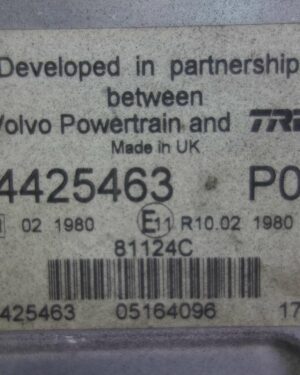 Developed in partnership
between
Volvo Powertrain and TRW
Made in UK
4425463 P0
02 1980 E11 R10.02 1980
81124C
425463 05164096 17